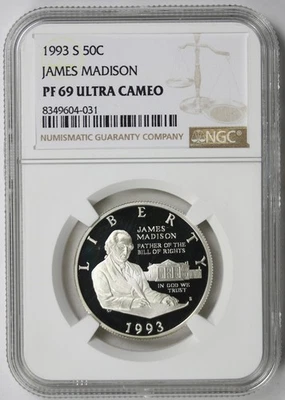 1993 S 50C
JAMES MADISON
PF 69 ULTRA CAMEO
8349604-031
NUMISMATIC GUARANTY COMPANY
NGC
LIBERTY
JAMES
MADISON
FATHER OF THE
BILL OF RIGHTS
IN GOD WE
TRUST
S
1993